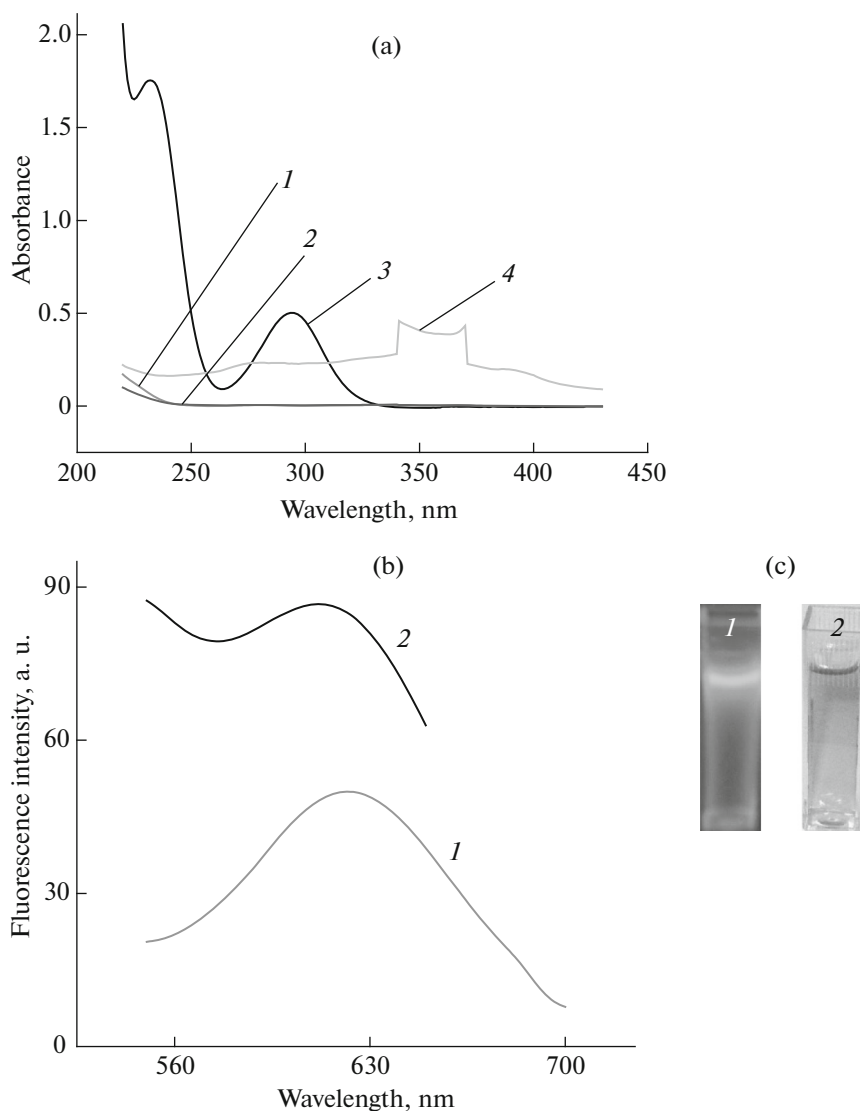 (a)
2.0
1.5
1.0
0.5
0
Absorbance
1
2
3
4
200 250 300 350 400 450
Wavelength, nm
(b)
90
60
30
0
Fluorescence intensity, a. u.
2
1
560 630 700
Wavelength, nm
(c)
1 2